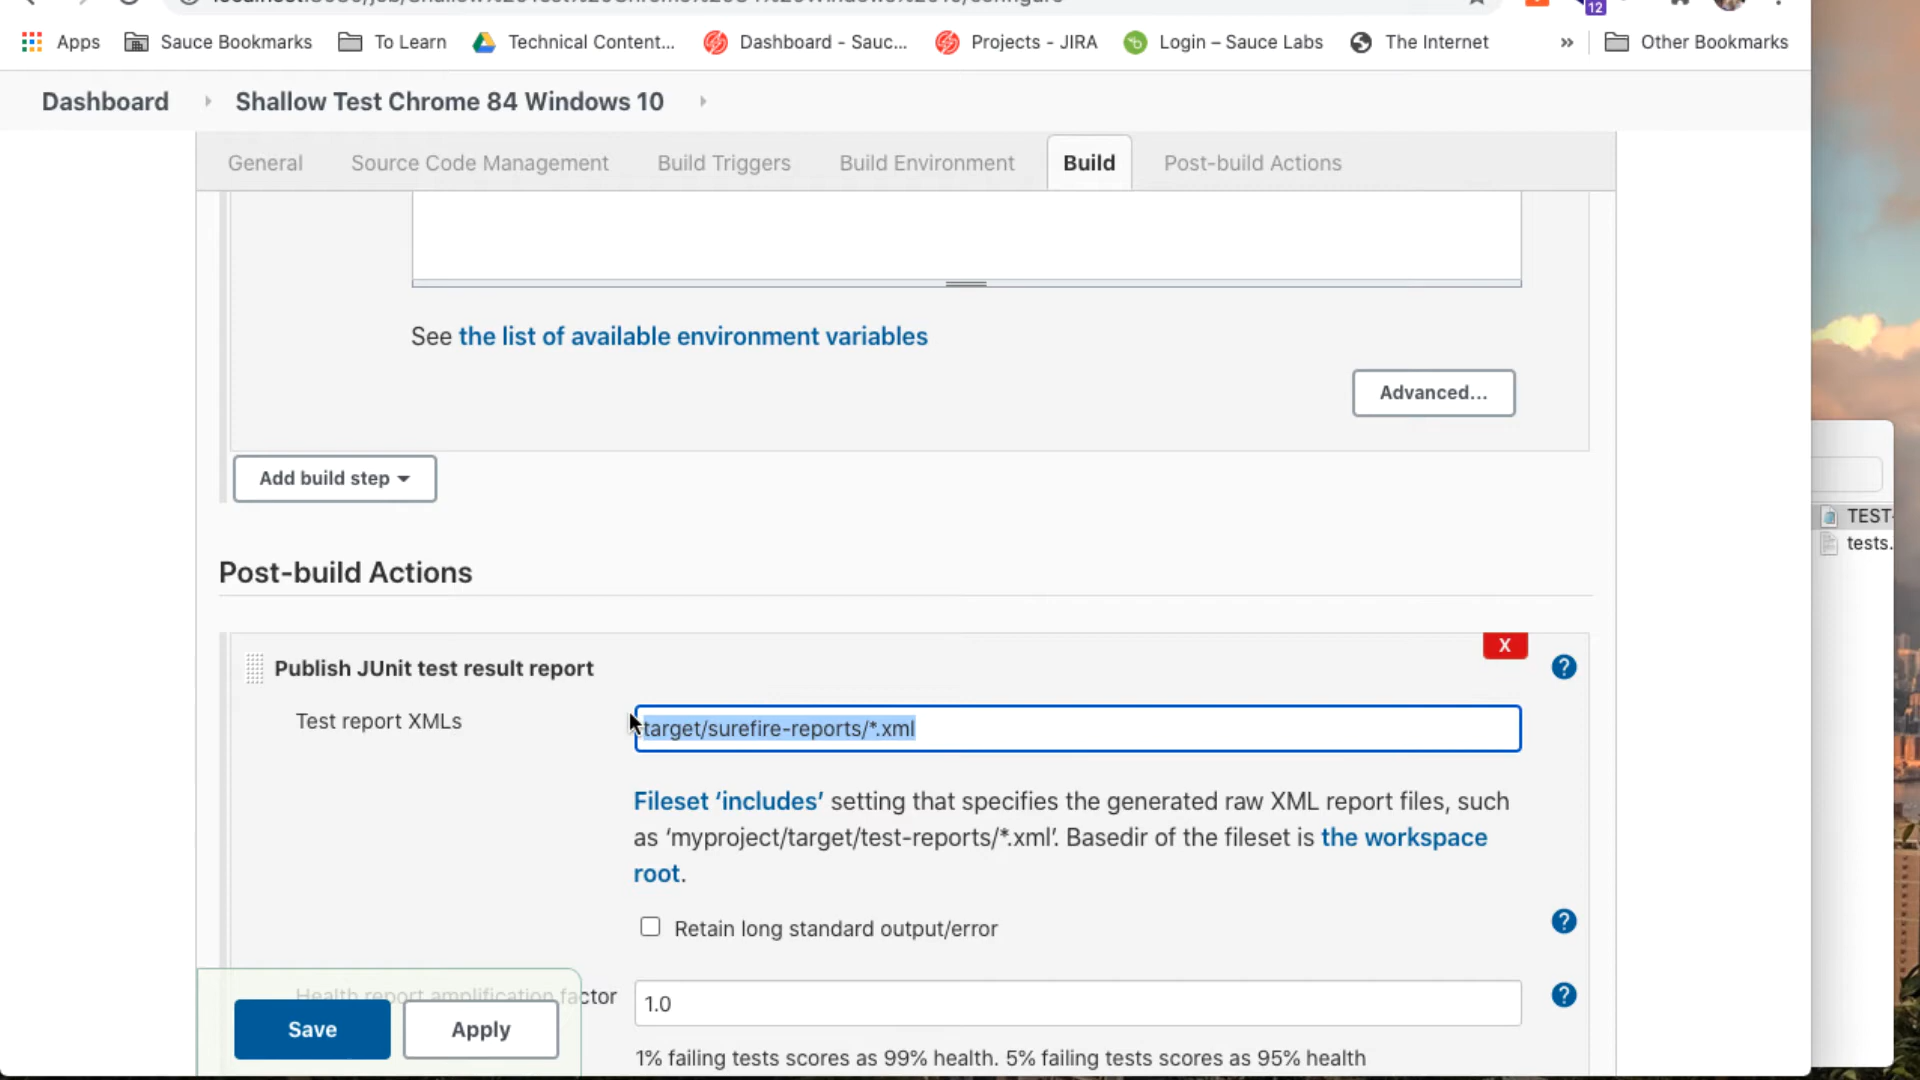 12
Apps Sauce Bookmarks To Learn Technical Content... Dashboard - Sauc... Projects - JIRA Login – Sauce Labs The Internet » Other Bookmarks
Dashboard Shallow Test Chrome 84 Windows 10
General Source Code Management Build Triggers Build Environment Build Post-build Actions
See the list of available environment variables
Advanced...
Add build step
TEST-
tests.
Post-build Actions
X
Publish JUnit test result report ?
Test report XMLs target/surefire-reports/*.xml
Fileset ‘includes’ setting that specifies the generated raw XML report files, such
as ‘myproject/target/test-reports/*.xml’. Basedir of the fileset is the workspace
root.
Retain long standard output/error ?
Health report amplification factor 1.0 ?
Save Apply
1% failing tests scores as 99% health. 5% failing tests scores as 95% health